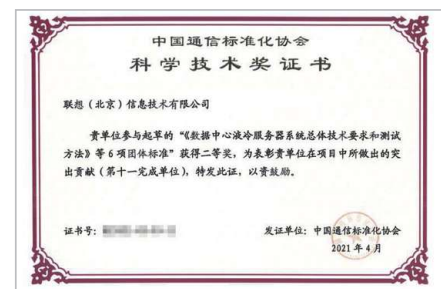 中国通信标准化协会
科学技术奖证书
联想（北京）信息技术有限公司
贵单位参与起草的“《数据中心液冷服务器系统总体技术要求和测试
方法》等 6 项团体标准”获得二等奖，为表彰贵单位在项目中所做出的突
出贡献（第十一完成单位），特发此证，以资鼓励。
证书号：
发证单位：中国通信标准化协会
2021 年 4 月